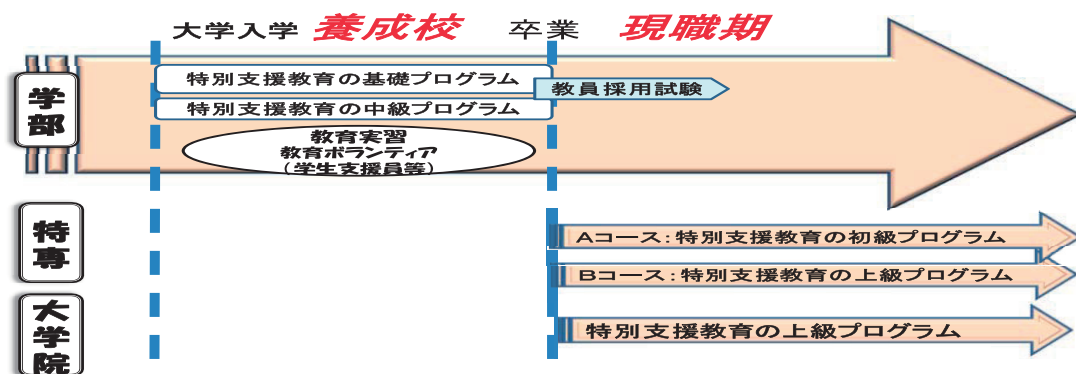 大学入学 養成校 卒業 現職期
学部
特別支援教育の基礎プログラム
教員採用試験
特別支援教育の中級プログラム
教育実習
教育ボランティア
(学生支援員等)
特専
Aコース:特別支援教育の初級プログラム
Bコース:特別支援教育の上級プログラム
大学院
特別支援教育の上級プログラム